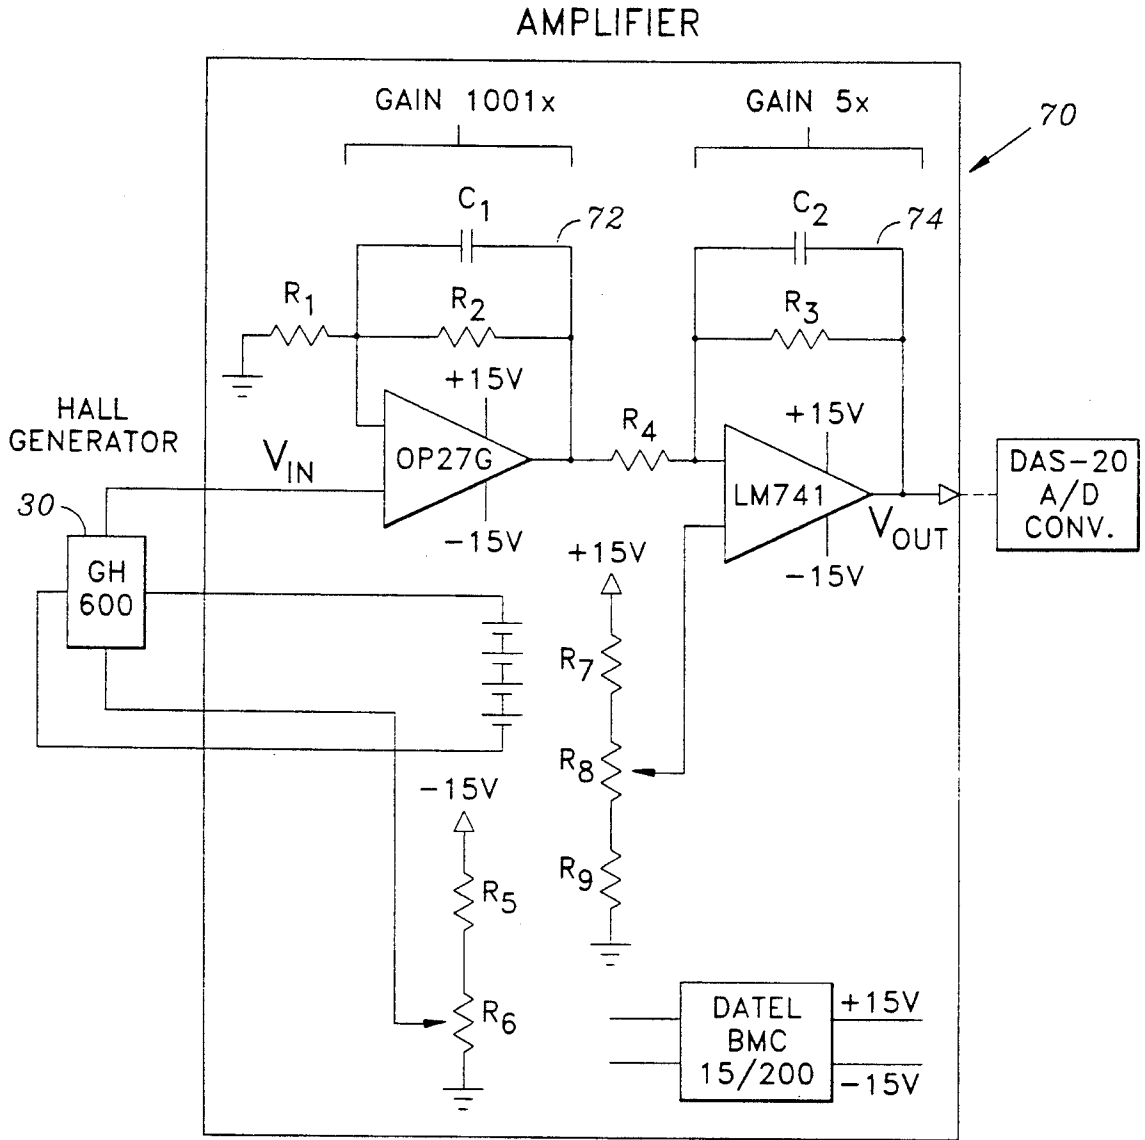 AMPLIFIER
GAIN 1001x
GAIN 5x
70
C1
72
C2
74
R1
R2
R3
+15V
HALL
GENERATOR
VIN
OP27G
R4
+15V
LM741
DAS-20
A/D
CONV.
30
-15V
VOUT
+15V
-15V
GH
600
R7
R8
-15V
R9
R5
R6
DATEL
BMC
15/200
+15V
-15V